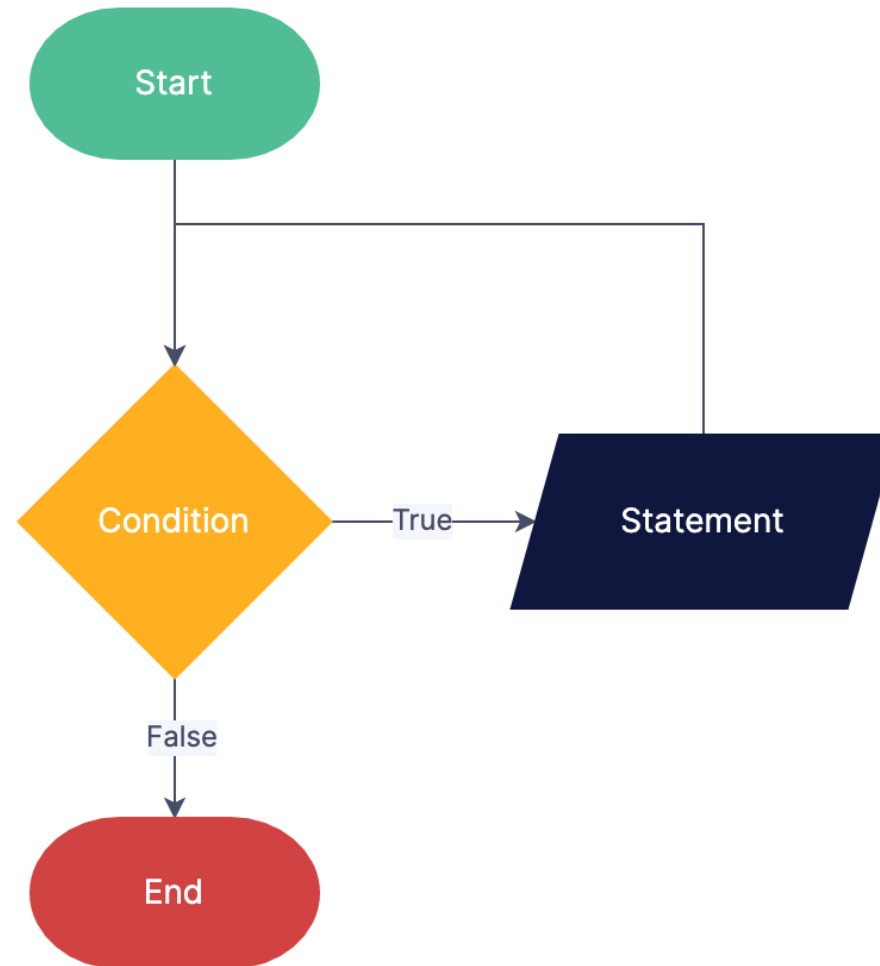 Start
Condition
True
Statement
False
End